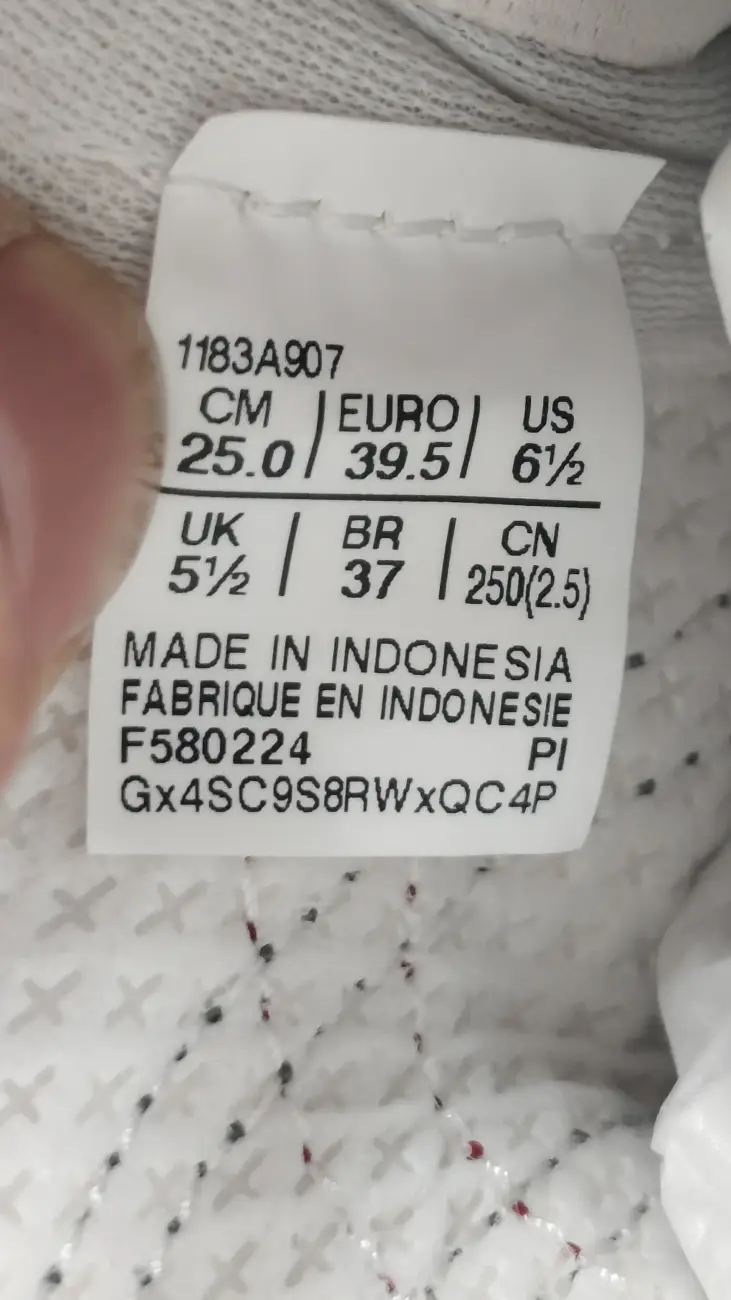 1183A907
CM | EURO | US
25.0 | 39.5 | 6½
UK | BR | CN
5½ | 37 | 250(2.5)
MADE IN INDONESIA
FABRIQUE EN INDONESIE
F580224 PI
Gx4SC9S8RWxQC4P